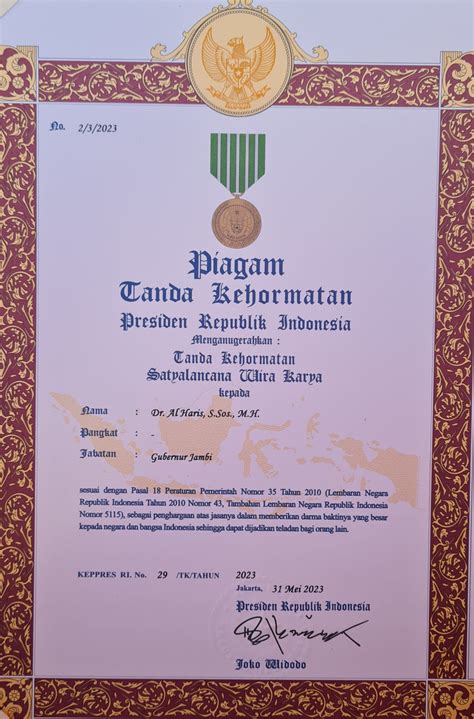 No. 2/3/2023
Piagam
Tanda Kehormatan
Presiden Republik Indonesia
Menganugerahkan :
Tanda Kehormatan
Satyalancana Wira Karya
kepada
Nama : Dr. Al Haris, S.Sos., M.H.
Pangkat : -
Jabatan : Gubernur Jambi
sesuai dengan Pasal 18 Peraturan Pemerintah Nomor 35 Tahun 2010 (Lembaran Negara
Republik Indonesia Tahun 2010 Nomor 43, Tambahan Lembaran Negara Republik Indonesia
Nomor 5115), sebagai penghargaan atas jasanya dalam memberikan darma baktinya yang besar
kepada negara dan bangsa Indonesia sehingga dapat dijadikan teladan bagi orang lain.
KEPPRES RI. No. 29 /TK/TAHUN 2023
Jakarta, 31 Mei 2023
Presiden Republik Indonesia
Joko Widodo